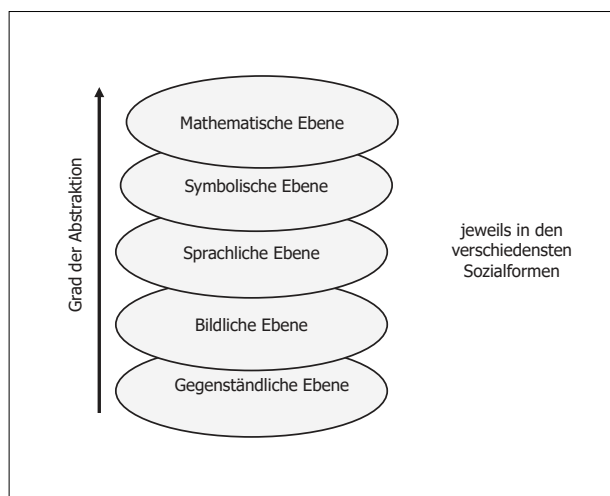 Grad der Abstraktion
Mathematische Ebene
Symbolische Ebene
Sprachliche Ebene
Bildliche Ebene
Gegenständliche Ebene
jeweils in den
verschiedensten
Sozialformen